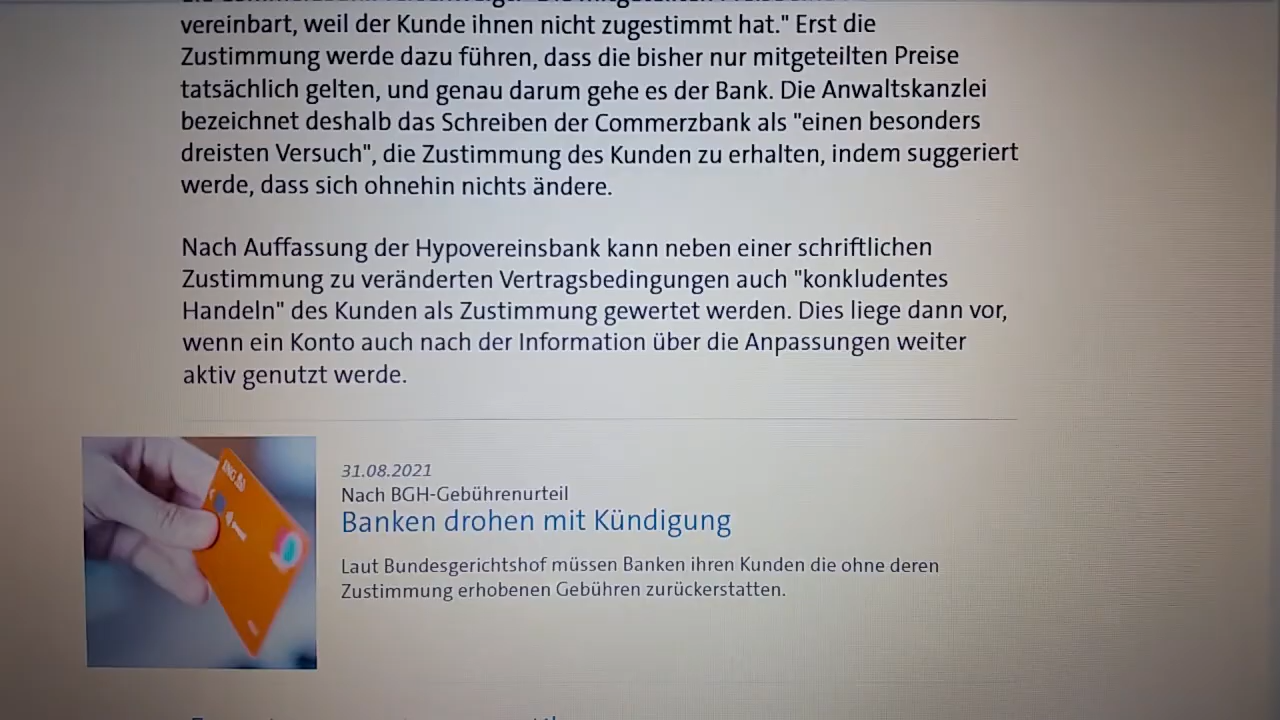 vereinbart, weil der Kunde ihnen nicht zugestimmt hat." Erst die
Zustimmung werde dazu führen, dass die bisher nur mitgeteilten Preise
tatsächlich gelten, und genau darum gehe es der Bank. Die Anwaltskanzlei
bezeichnet deshalb das Schreiben der Commerzbank als "einen besonders
dreisten Versuch", die Zustimmung des Kunden zu erhalten, indem suggeriert
werde, dass sich ohnehin nichts ändere.
Nach Auffassung der Hypovereinsbank kann neben einer schriftlichen
Zustimmung zu veränderten Vertragsbedingungen auch "konkludentes
Handeln" des Kunden als Zustimmung gewertet werden. Dies liege dann vor,
wenn ein Konto auch nach der Information über die Anpassungen weiter
aktiv genutzt werde.
ING
31.08.2021
Nach BGH-Gebührenurteil
Banken drohen mit Kündigung
Laut Bundesgerichtshof müssen Banken ihren Kunden die ohne deren
Zustimmung erhobenen Gebühren zurückerstatten.